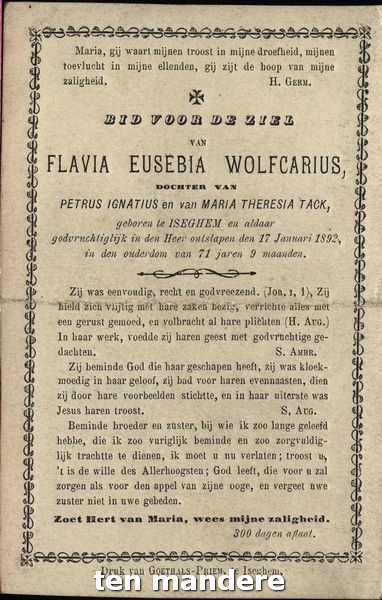 Maria, gij waart mijnen troost in mijne droefheid, mijnen
toevlucht in mijne ellenden, gij zijt de hoop van mijne
zaligheid. H. Germ.
BID VOOR DE ZIEL
VAN
FLAVIA EUSEBIA WOLFCARIUS,
DOCHTER VAN
PETRUS IGNATIUS en van MARIA THERESIA TACK,
geboren te ISEGHEM en aldaar
godvruchtiglijk in den Heer ontslapen den 17 Januari 1892,
in den ouderdom van 71 jaren 9 maanden.
Zij was eenvoudig, recht en godvreezend. (Job. 1, 1), Zij
hield zich vlijtig met hare zaken bezig, verrichte alles met
een gerust gemoed, en volbracht al hare plichten (H. Aug.)
In haar werk, voedde zij haren geest met godvruchtige ge-
dachten. S. Ambr.
Zij beminde God die haar geschapen heeft, zij was kloek-
moedig in haar geloof, zij bad voor haren evennaasten, dien
zij door hare voorbeelden stichtte, en in haar uiterste was
Jesus haren troost. S, Aug.
Beminde broeder en zuster, bij wie ik zoo lange geleefd
hebbe, die ik zoo vuriglijk beminde en zoo zorgvuldig-
lijk trachtte te dienen, ik moet u nu verlaten; troost u,
't is de wille des Allerhoogsten; God leeft, die voor u zal
zorgen als voor den appel van zijne ooge, en vergeet uwe
zuster niet in uwe gebeden.
Zoet Hert van Maria, wees mijne zaligheid.
300 dagen aflaat.
Druk van Goethals-Priem, te Iseghem.
ten mandere